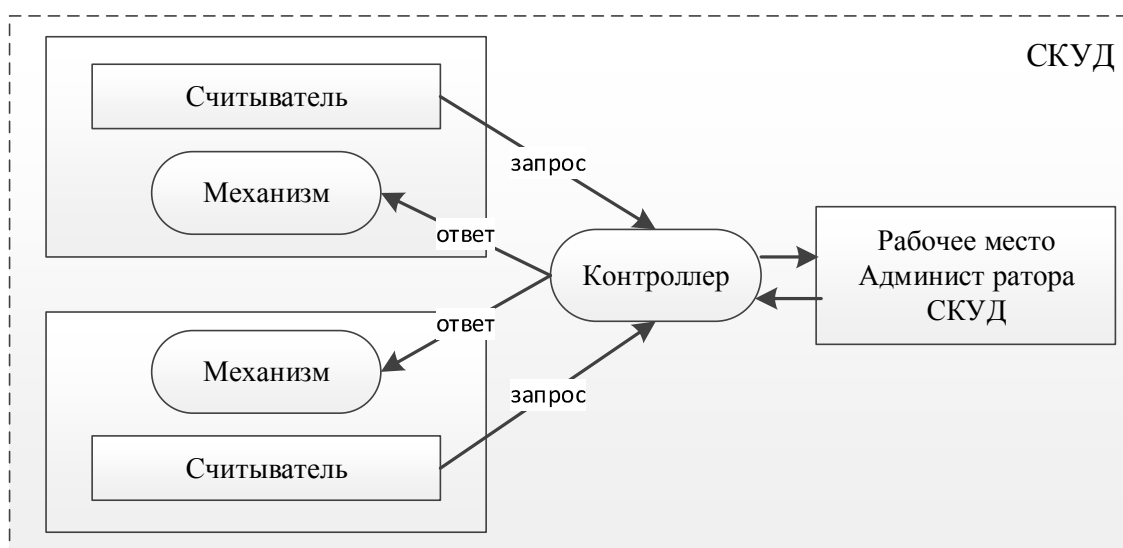 СКУД
Считыватель
запрос
Механизм
ответ
Контроллер
Рабочее место
Админист ратора
СКУД
ответ
Механизм
запрос
Считыватель